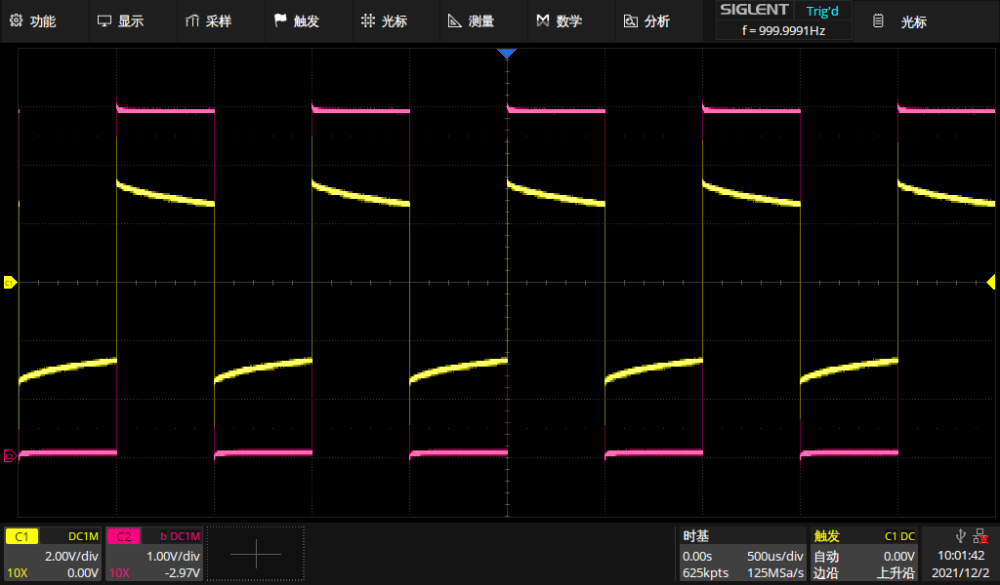 功能 显示 采样 触发 光标 测量 数学 分析 SIGLENT Trig'd 光标
f = 999.9991Hz
C1
C2
C1 DC1M C2 b DC1M 时基 触发 C1 DC
2.00V/div 1.00V/div 0.00s 500us/div 自动 0.00V 10:01:42
10X 0.00V 10X -2.97V 625kpts 125MSa/s 边沿 上升沿 2021/12/2